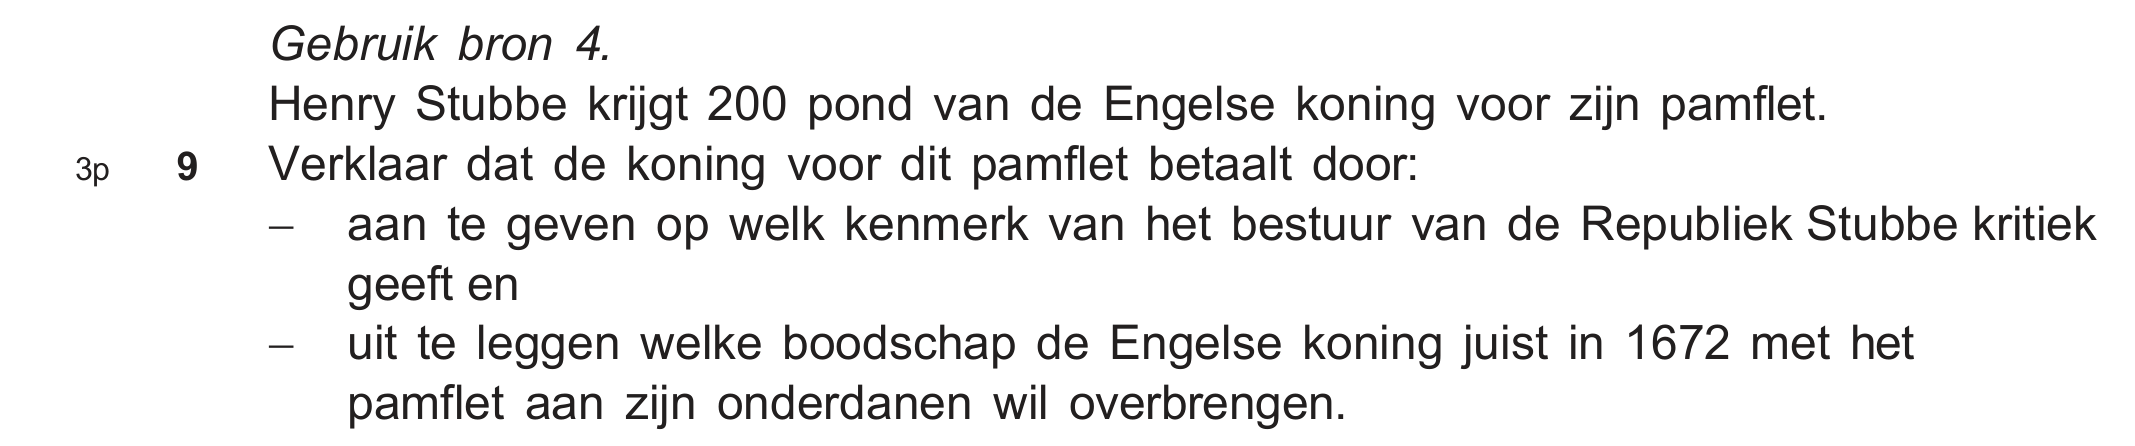 Gebruik bron 4.
Henry Stubbe krijgt 200 pond van de Engelse koning voor zijn pamflet.
3p 9 Verklaar dat de koning voor dit pamflet betaalt door:
– aan te geven op welk kenmerk van het bestuur van de Republiek Stubbe kritiek
geeft en
– uit te leggen welke boodschap de Engelse koning juist in 1672 met het
pamflet aan zijn onderdanen wil overbrengen.